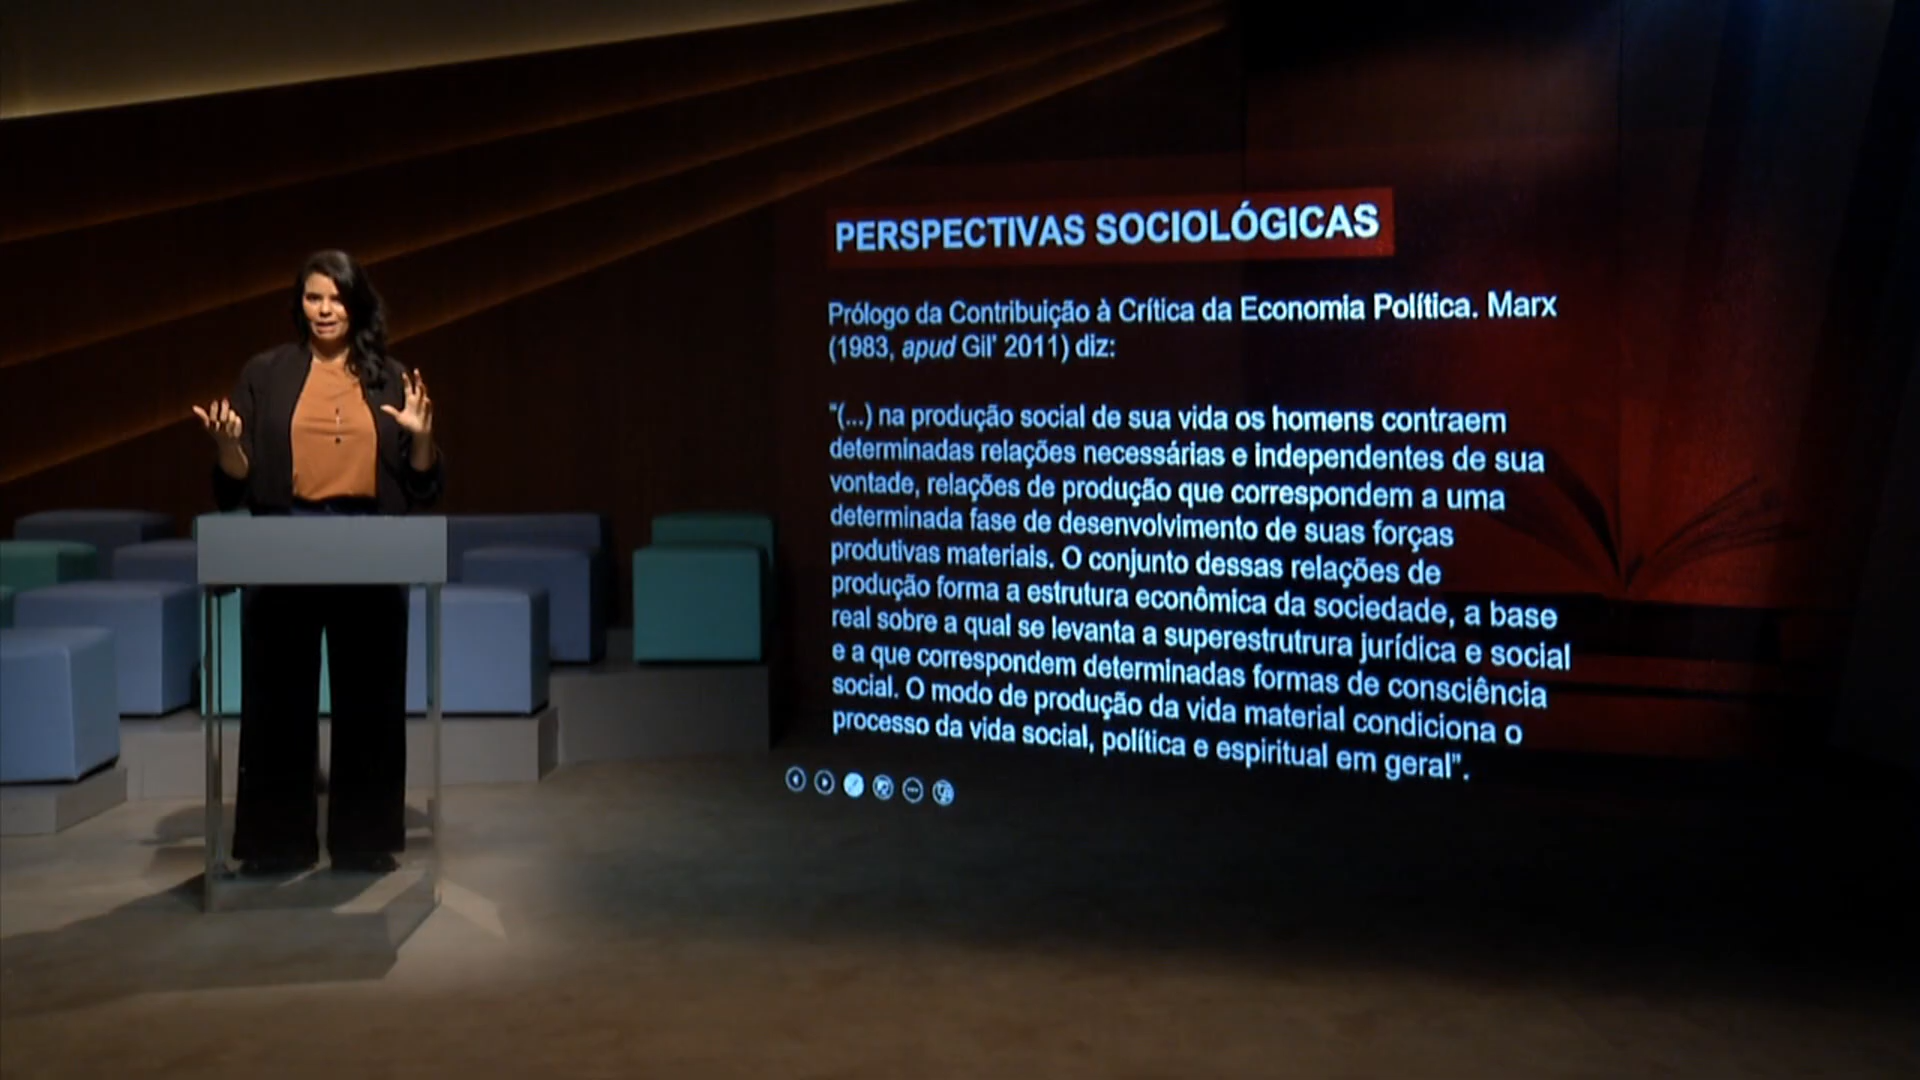 PERSPECTIVAS SOCIOLÓGICAS
Prólogo da Contribuição à Crítica da Economia Política. Marx
(1983, apud Gil' 2011) diz:
"(...) na produção social de sua vida os homens contraem
determinadas relações necessárias e independentes de sua
vontade, relações de produção que correspondem a uma
determinada fase de desenvolvimento de suas forças
produtivas materiais. O conjunto dessas relações de
produção forma a estrutura econômica da sociedade, a base
real sobre a qual se levanta a superestrutrura jurídica e social
e a que correspondem determinadas formas de consciência
social. O modo de produção da vida material condiciona o
processo da vida social, política e espiritual em geral".